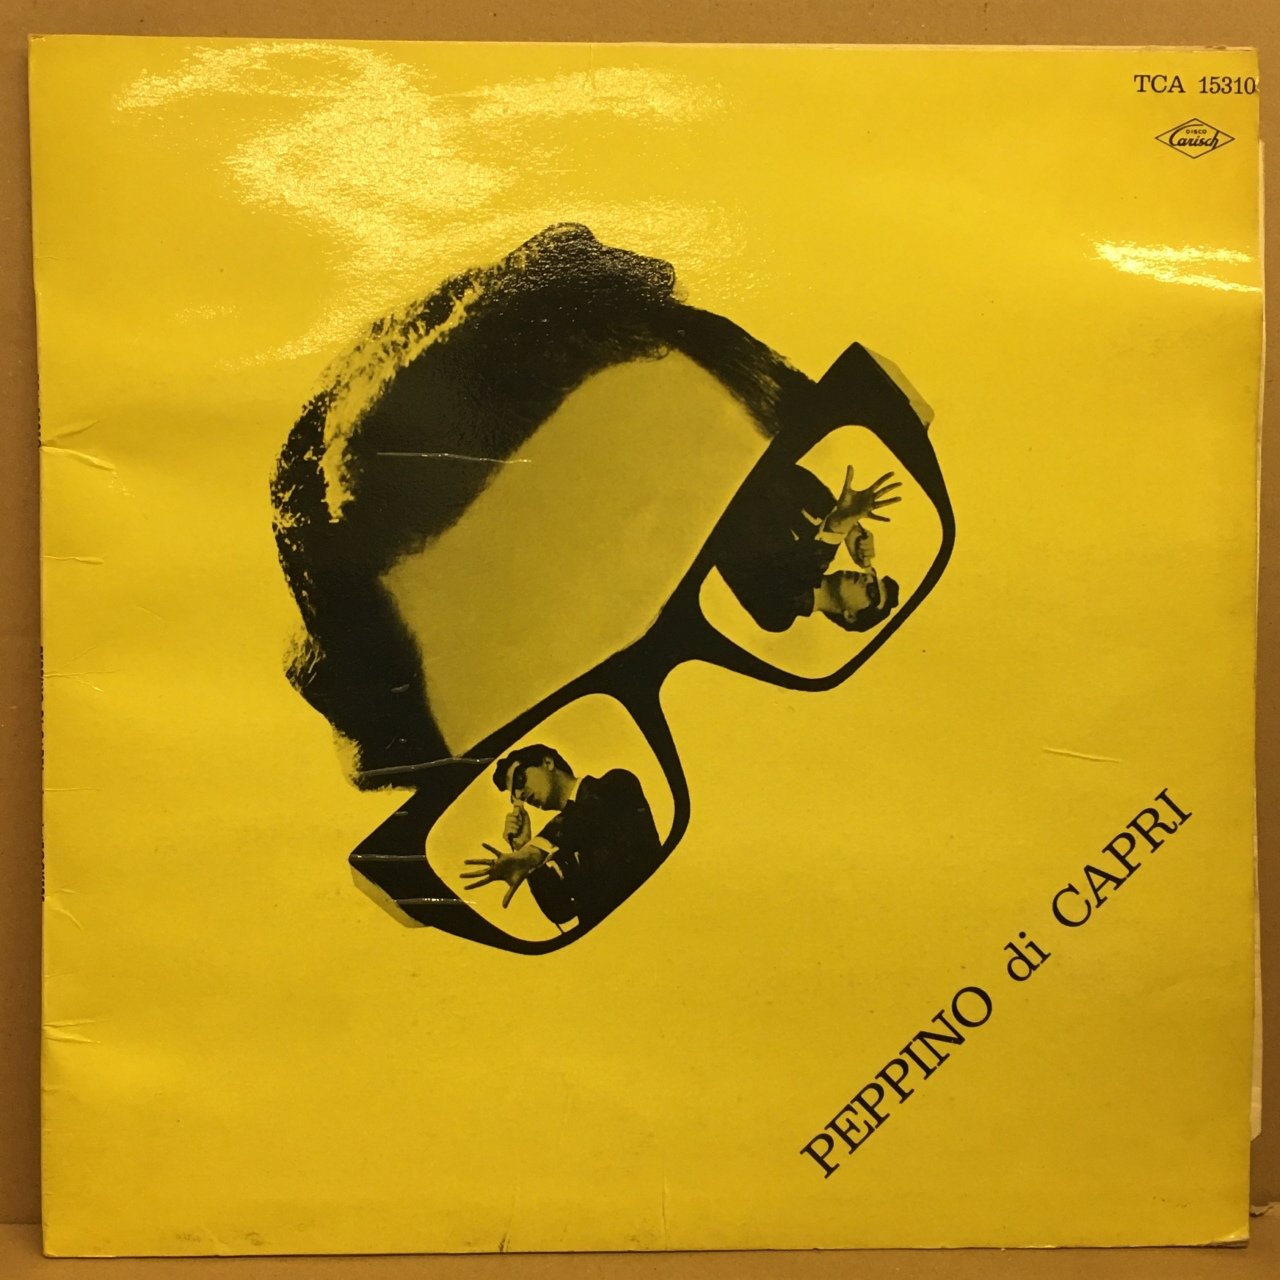 TCA 15310
DISCO
Carisch
PEPPINO di CAPRI